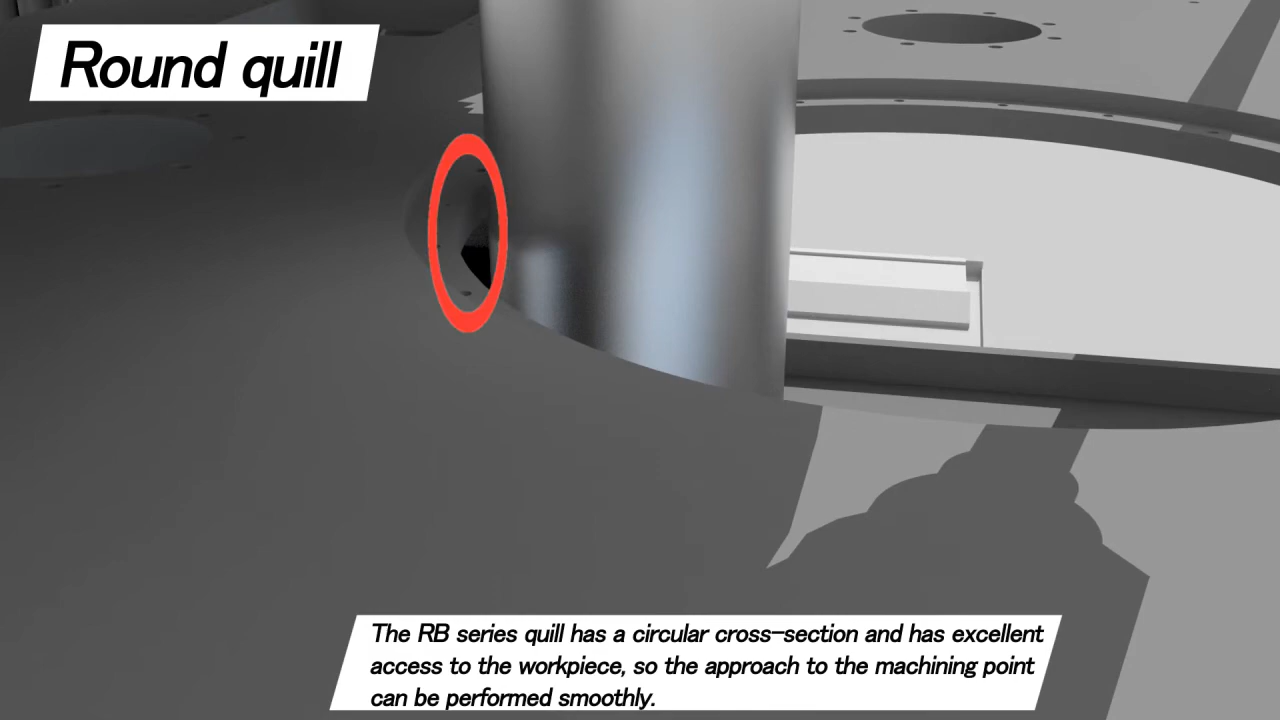 Round quill
The RB series quill has a circular cross-section and has excellent
access to the workpiece, so the approach to the machining point
can be performed smoothly.